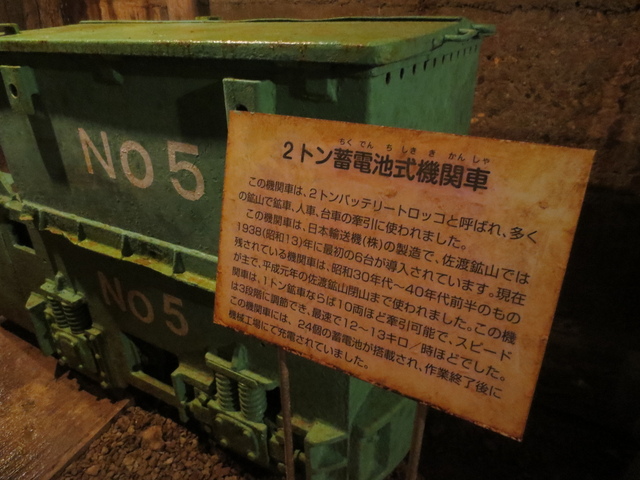 No 5
No 5
ちくでんちしききかんしゃ
2トン蓄電池式機関車
この機関車は、2トンバッテリートロッコと呼ばれ、多く
の鉱山で鉱車、人車、台車の牽引に使われました。
この機関車は、日本輸送機(株)の製造で、佐渡鉱山では
1938(昭和13)年に最初の6台が導入されています。現在
残されている機関車は、昭和30年代~40年代前半のもの
が主で、平成元年の佐渡鉱山閉山まで使われました。この機
関車は、1トン鉱車ならば10両ほど牽引可能で、スピード
は3段階に調節でき、最速で12~13キロ/時ほどでした。
この機関車には、24個の蓄電池が搭載され、作業終了後に
機械工場にて充電されていました。